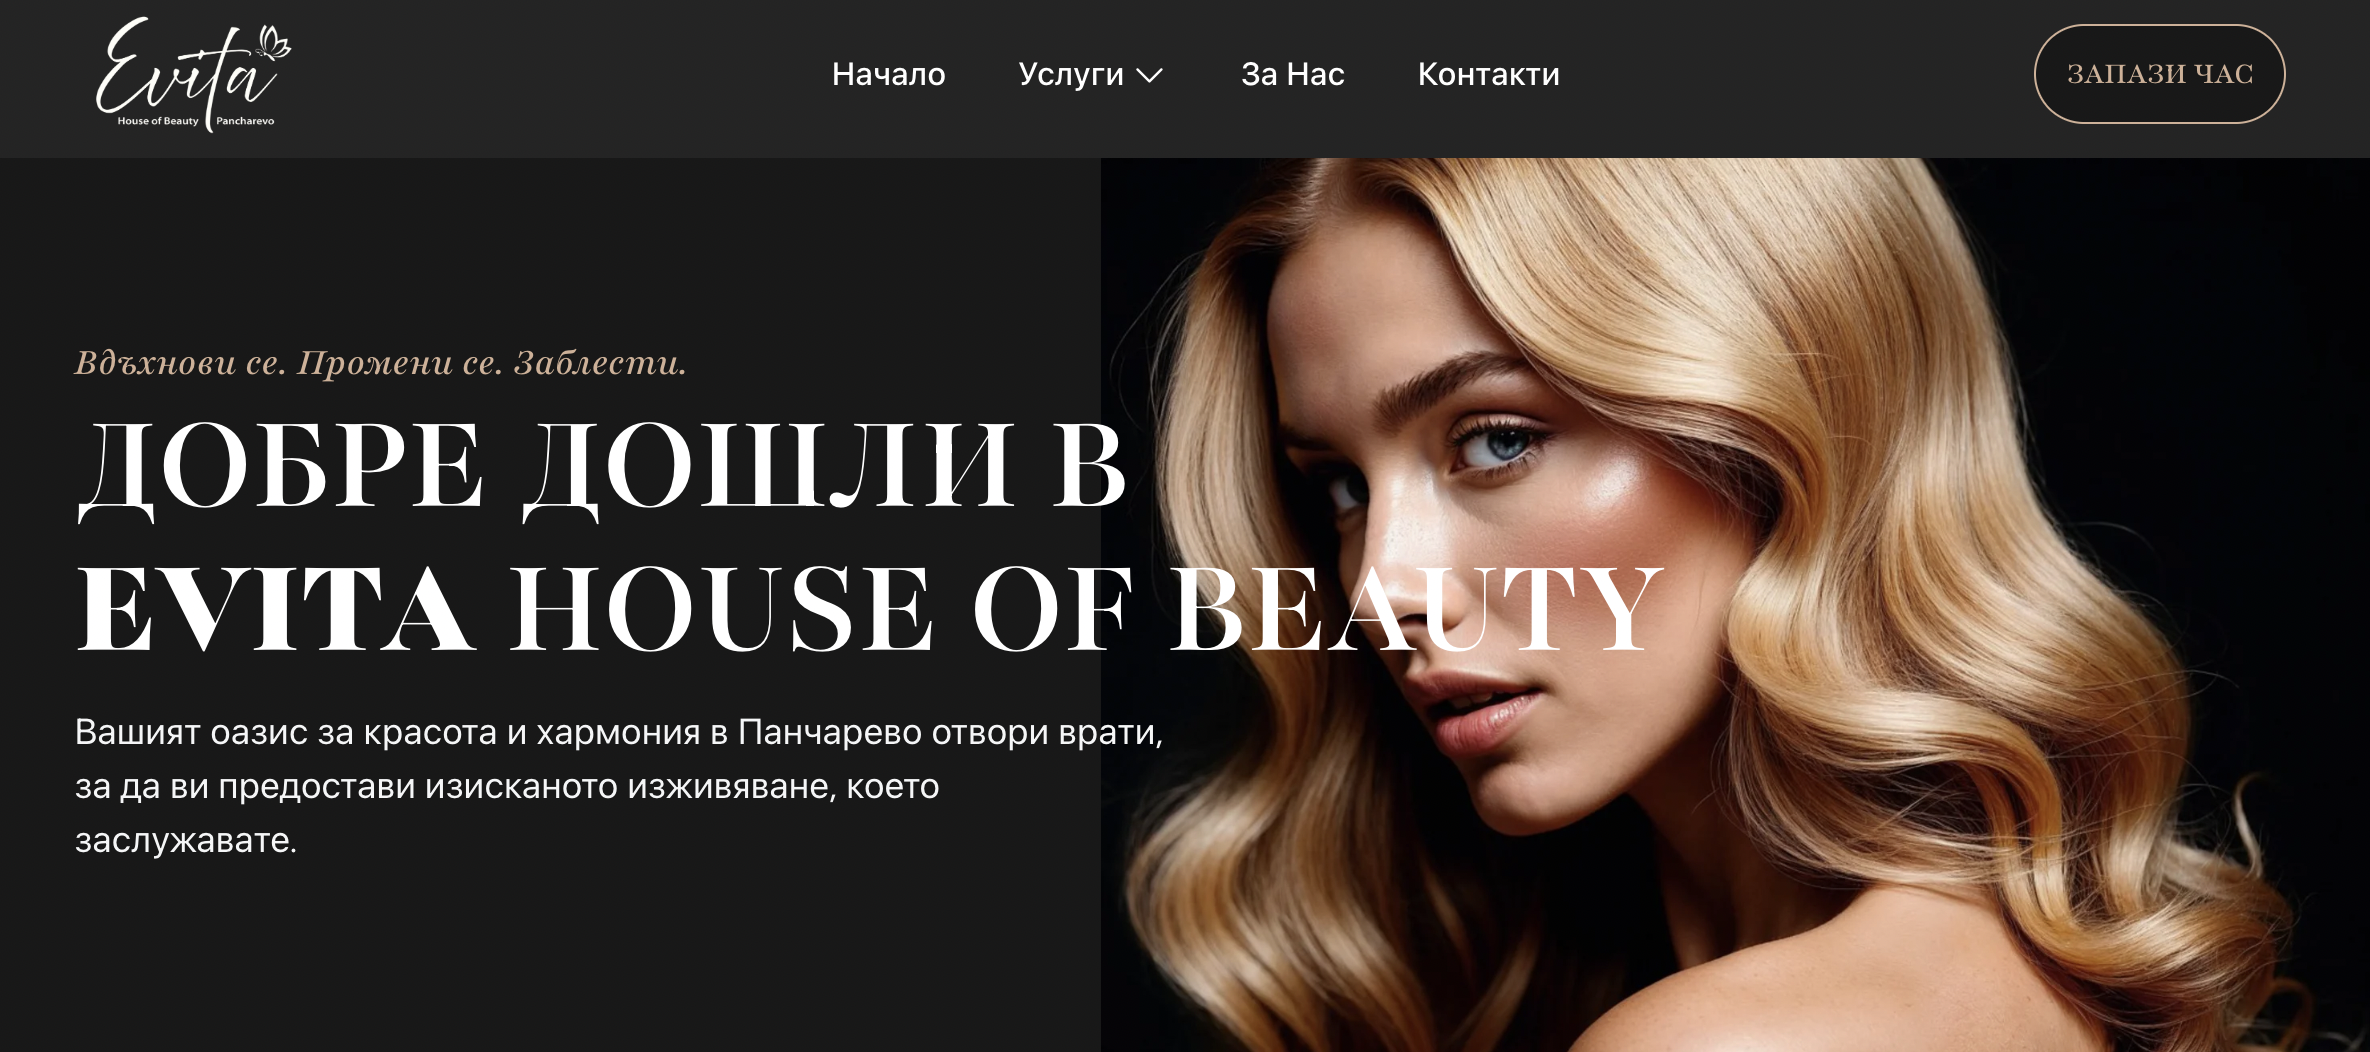 Evita
House of Beauty Pancharevo
Начало
Услуги
За Нас
Контакти
ЗАПАЗИ ЧАС
Вдъхнови се. Промени се. Заблести.
ДОБРЕ ДОШЛИ В
EVITA HOUSE OF BEAUTY
Вашият оазис за красота и хармония в Панчарево отвори врати,
за да ви предостави изисканото изживяване, което
заслужавате.